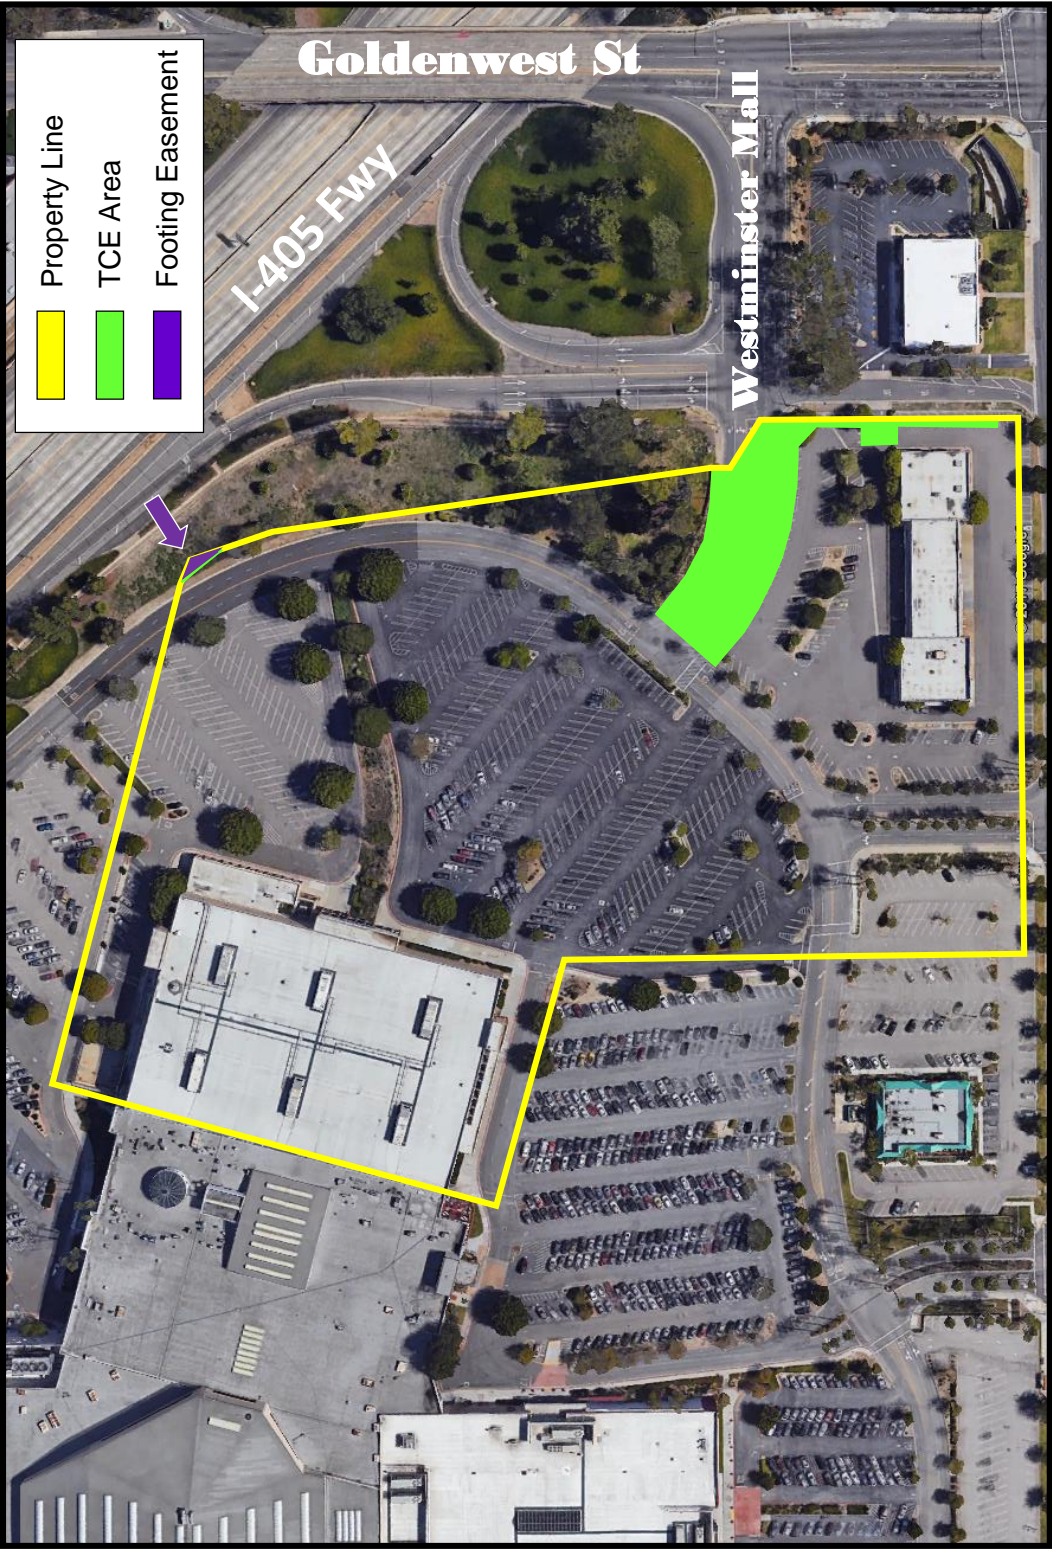 Goldenwest St
Property Line
TCE Area
Footing Easement
I-405 Fwy
Westminster Mall